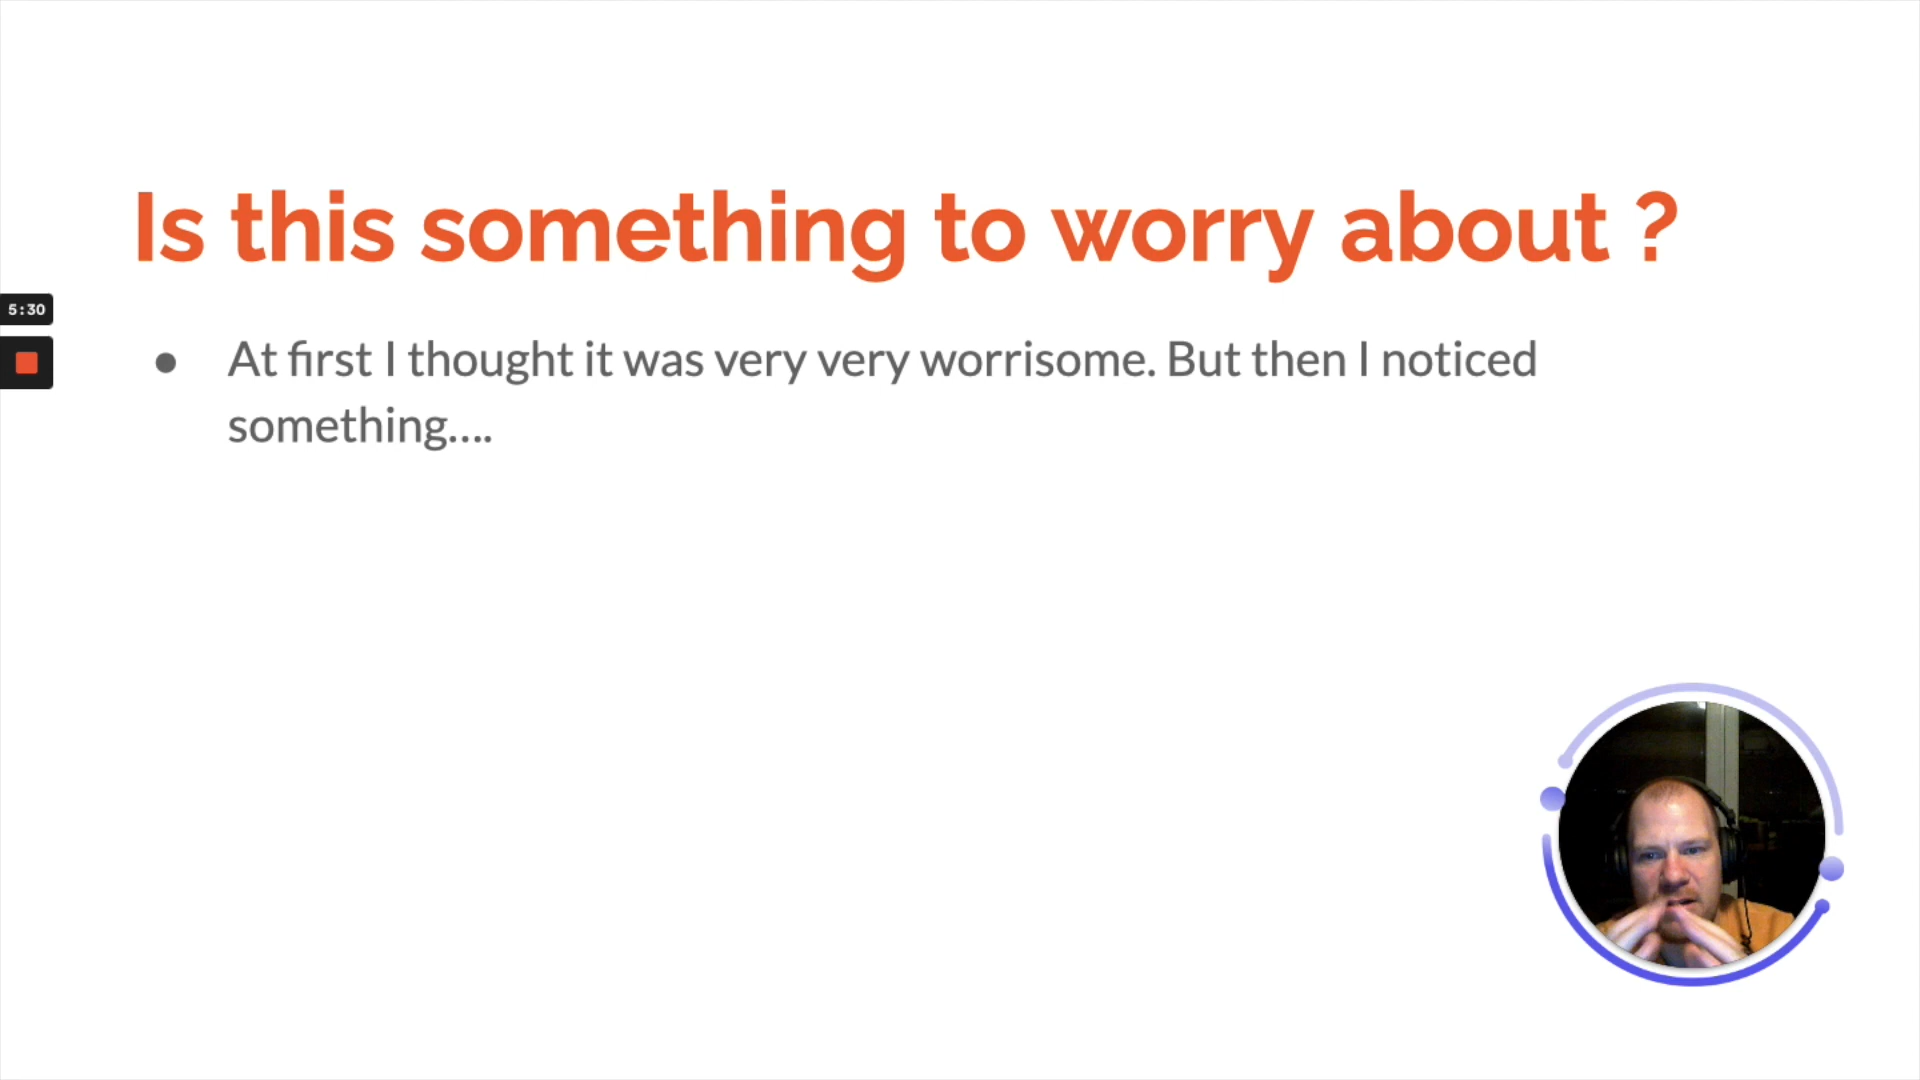 Is this something to worry about ?
5:30
● At first I thought it was very very worrisome. But then I noticed
something....